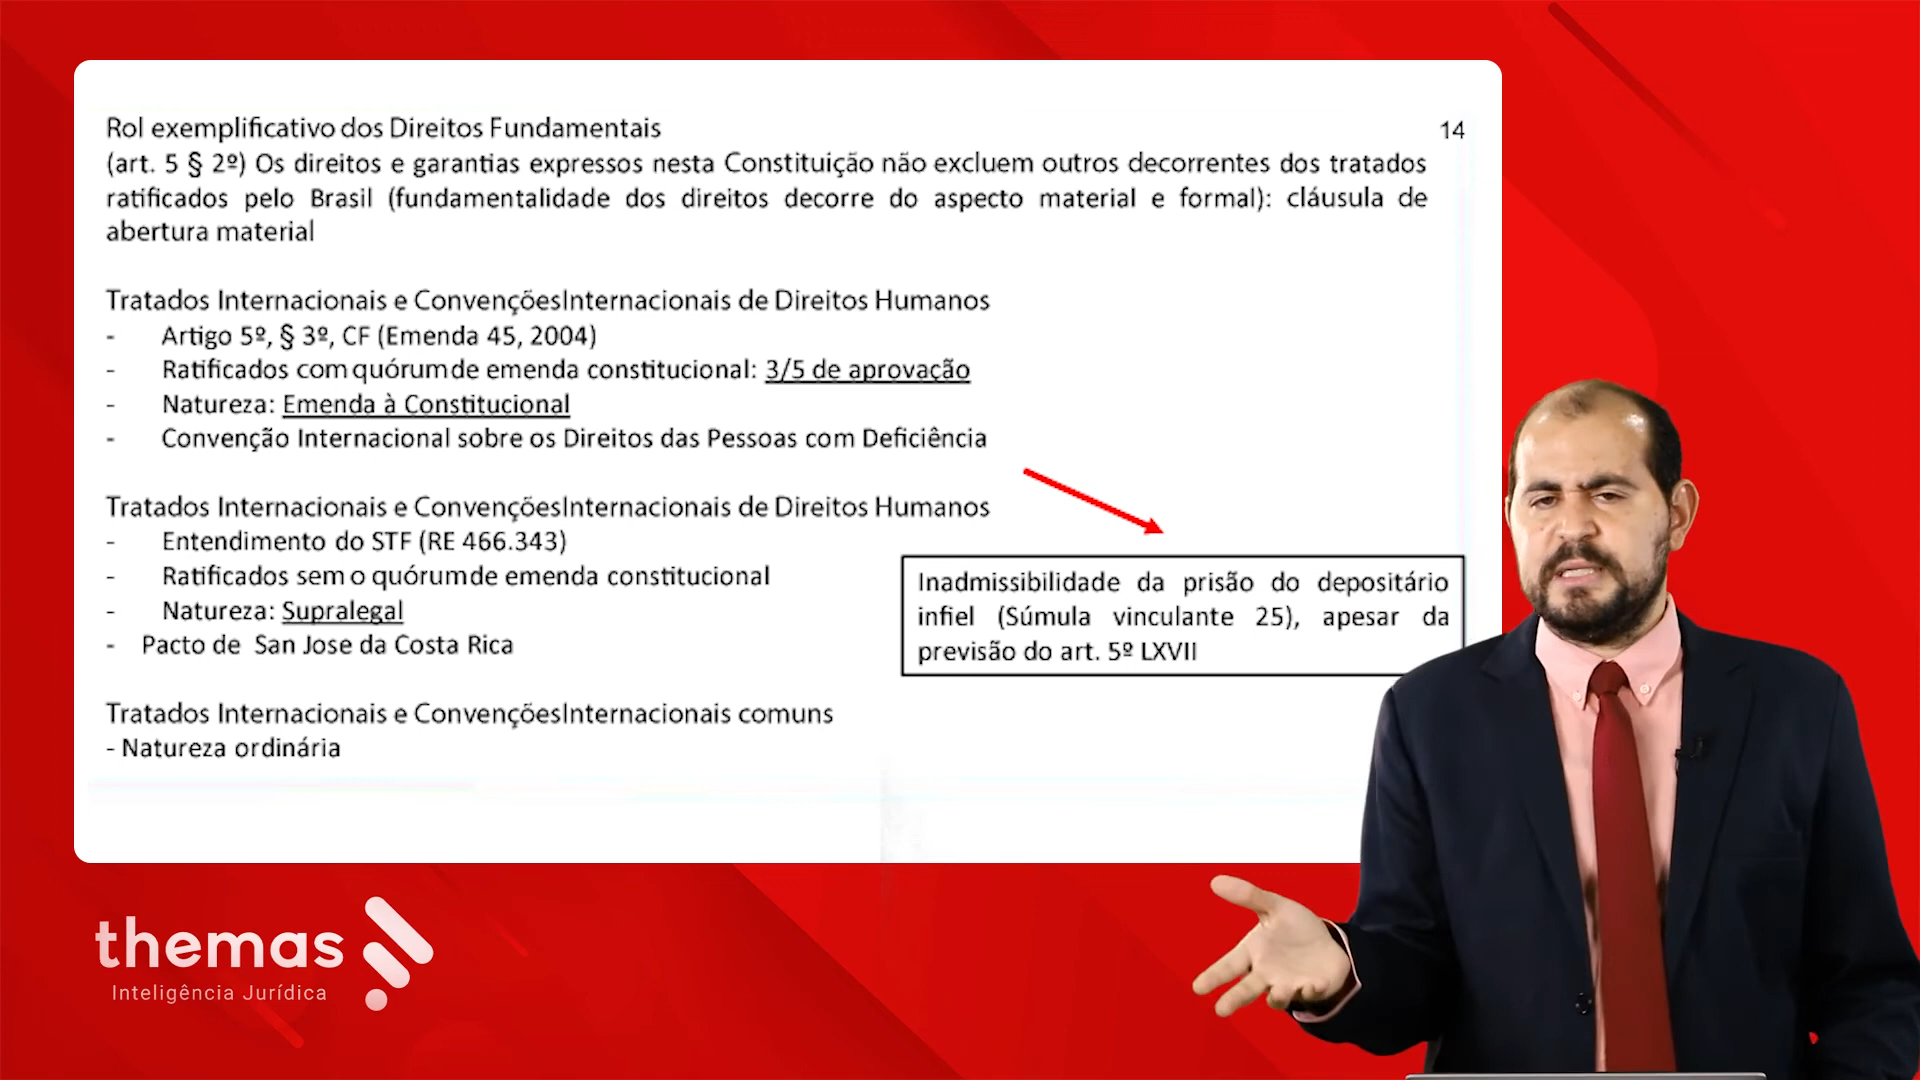 Rol exemplificativo dos Direitos Fundamentais
14
(art. 5 § 2º) Os direitos e garantias expressos nesta Constituição não excluem outros decorrentes dos tratados
ratificados pelo Brasil (fundamentalidade dos direitos decorre do aspecto material e formal): cláusula de
abertura material
Tratados Internacionais e ConvençõesInternacionais de Direitos Humanos
- Artigo 5º, § 3º, CF (Emenda 45, 2004)
- Ratificados com quórum de emenda constitucional: 3/5 de aprovação
- Natureza: Emenda à Constitucional
- Convenção Internacional sobre os Direitos das Pessoas com Deficiência
Tratados Internacionais e ConvençõesInternacionais de Direitos Humanos
- Entendimento do STF (RE 466.343)
- Ratificados sem o quórum de emenda constitucional
- Natureza: Supralegal
- Pacto de San Jose da Costa Rica
Inadmissibilidade da prisão do depositário
infiel (Súmula vinculante 25), apesar da
previsão do art. 5º LXVII
Tratados Internacionais e ConvençõesInternacionais comuns
- Natureza ordinária
themas
Inteligência Jurídica